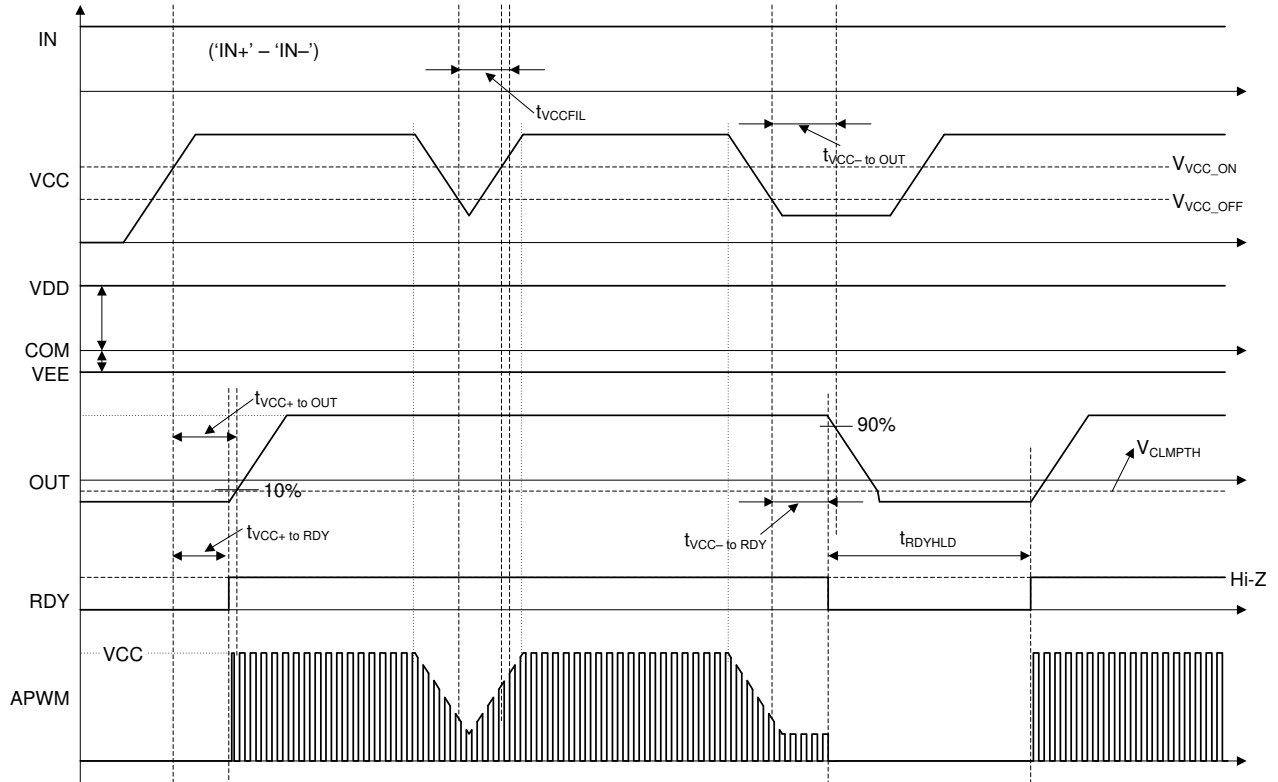 IN
('IN+' – 'IN–')
tVCCFIL
tVCC– to OUT
VCC
VVCC_ON
VVCC_OFF
VDD
COM
VEE
tVCC+ to OUT
90%
VCLMPTH
OUT
10%
tVCC+ to RDY
tVCC– to RDY
tRDYHLD
Hi-Z
RDY
VCC
APWM